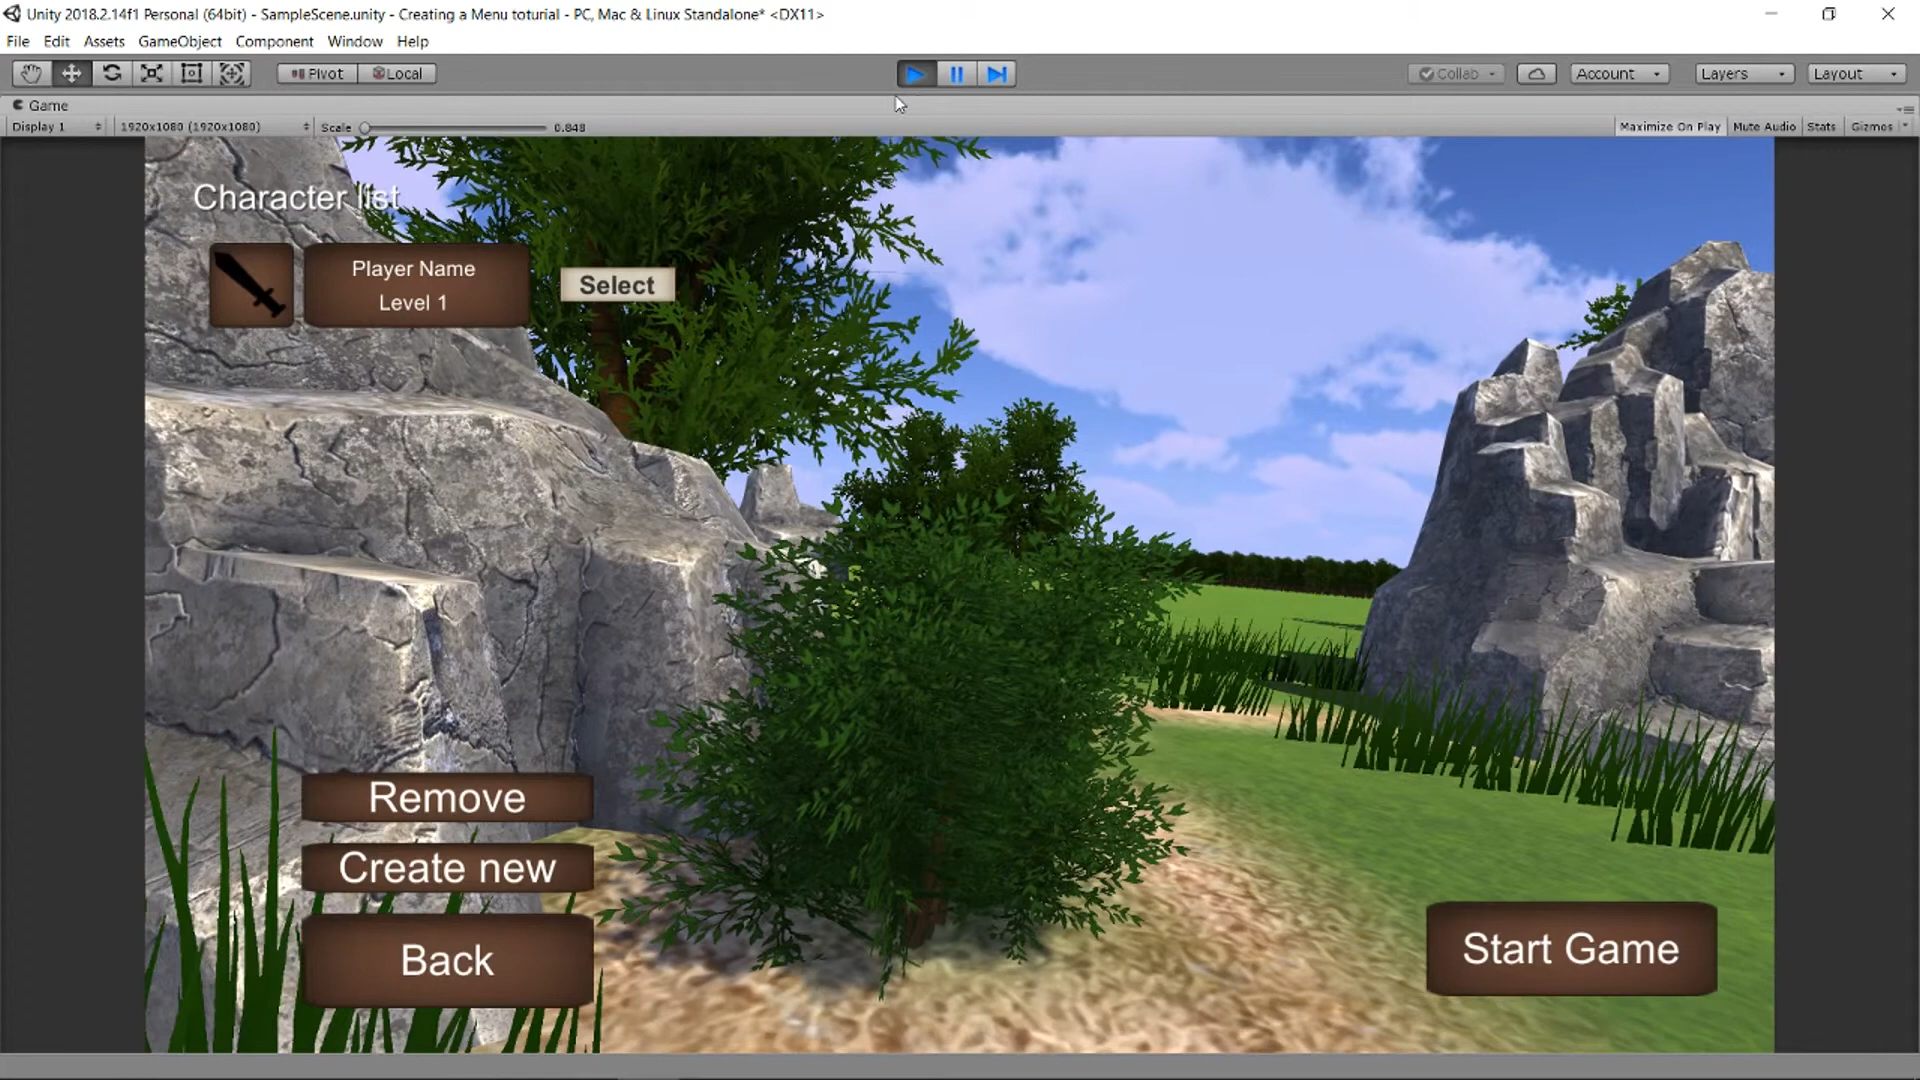 Unity 2018.2.14f1 Personal (64bit) - SampleScene.unity - Creating a Menu toturial - PC, Mac & Linux Standalone* <DX11>
File Edit Assets GameObject Component Window Help
Pivot Local Collab Account Layers Layout
Game
Display 1 1920x1080 (1920x1080) Scale 0.848 Maximize On Play Mute Audio Stats Gizmos
Character list
Player Name
Level 1
Select
Remove
Create new
Back
Start Game